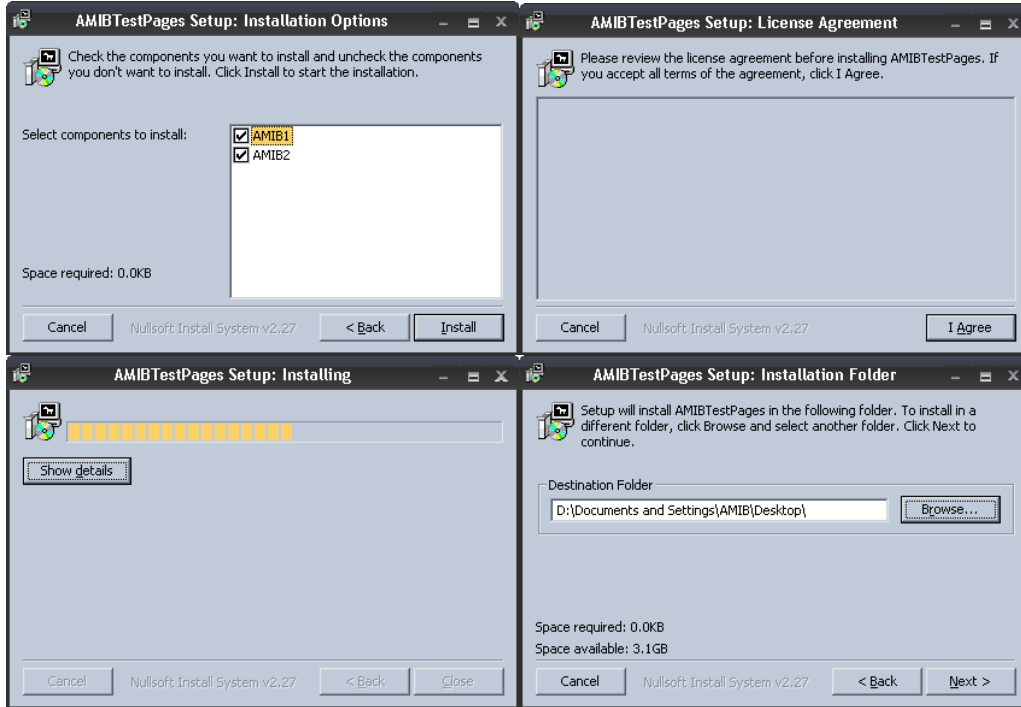 AMIBTestPages Setup: Installation Options
Check the components you want to install and uncheck the components
you don't want to install. Click Install to start the installation.
Select components to install:
AMIB1
AMIB2
Space required: 0.0KB
Cancel
Nullsoft Install System v2.27
< Back
Install
AMIBTestPages Setup: License Agreement
Please review the license agreement before installing AMIBTestPages. If
you accept all terms of the agreement, click I Agree.
Cancel
Nullsoft Install System v2.27
I Agree
AMIBTestPages Setup: Installing
Show details
Cancel
Nullsoft Install System v2.27
< Back
Close
AMIBTestPages Setup: Installation Folder
Setup will install AMIBTestPages in the following folder. To install in a
different folder, click Browse and select another folder. Click Next to
continue.
Destination Folder
D:\Documents and Settings\AMIB\Desktop\
Browse...
Space required: 0.0KB
Space available: 3.1GB
Cancel
Nullsoft Install System v2.27
< Back
Next >